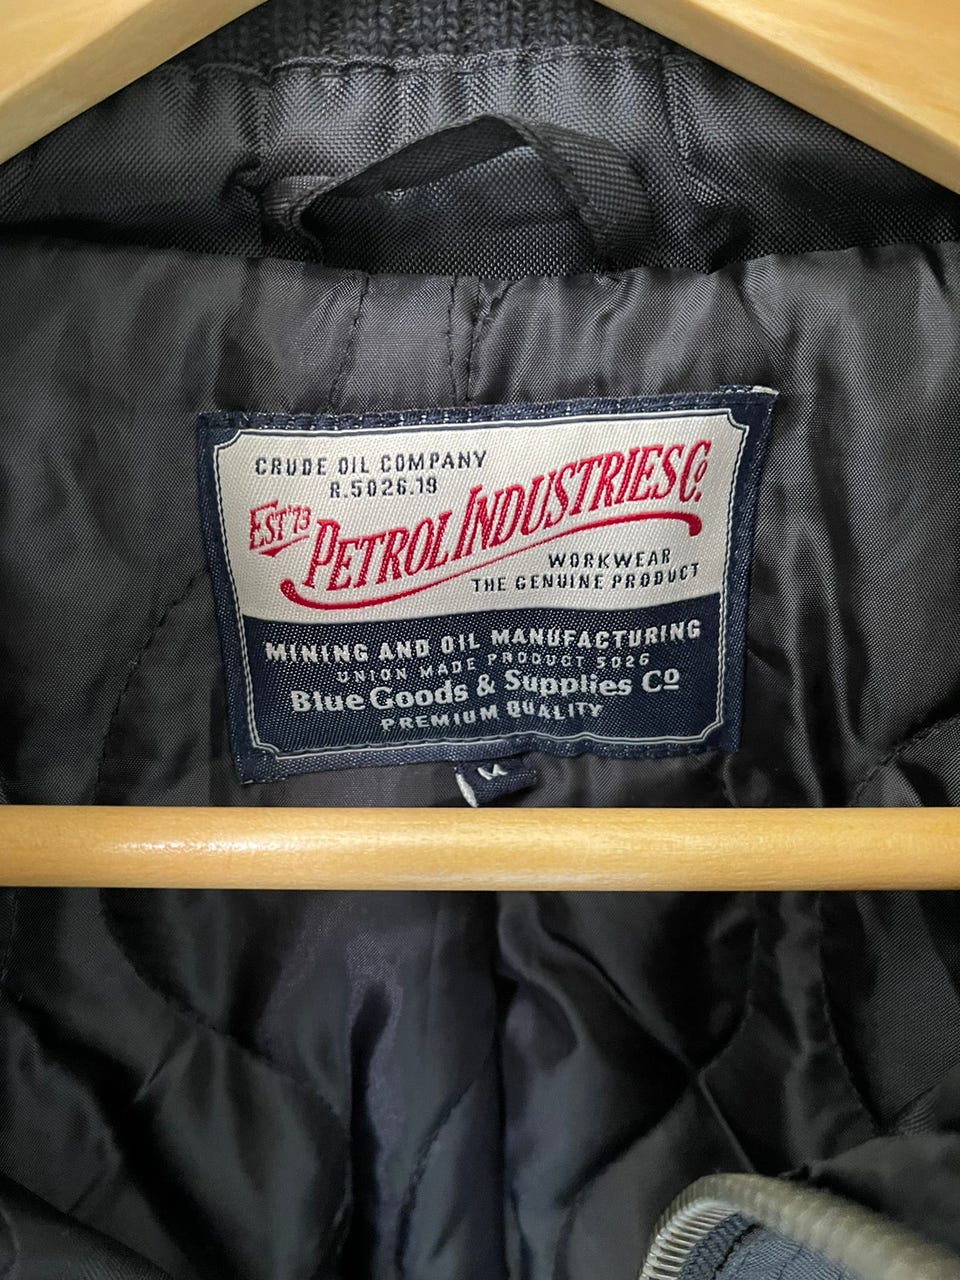 CRUDE OIL COMPANY
R.5026.19
EST'73
PETROL INDUSTRIES Co.
WORKWEAR
THE GENUINE PRODUCT
MINING AND OIL MANUFACTURING
UNION MADE PRODUCT 5026
Blue Goods & Supplies Co
PREMIUM QUALITY
M